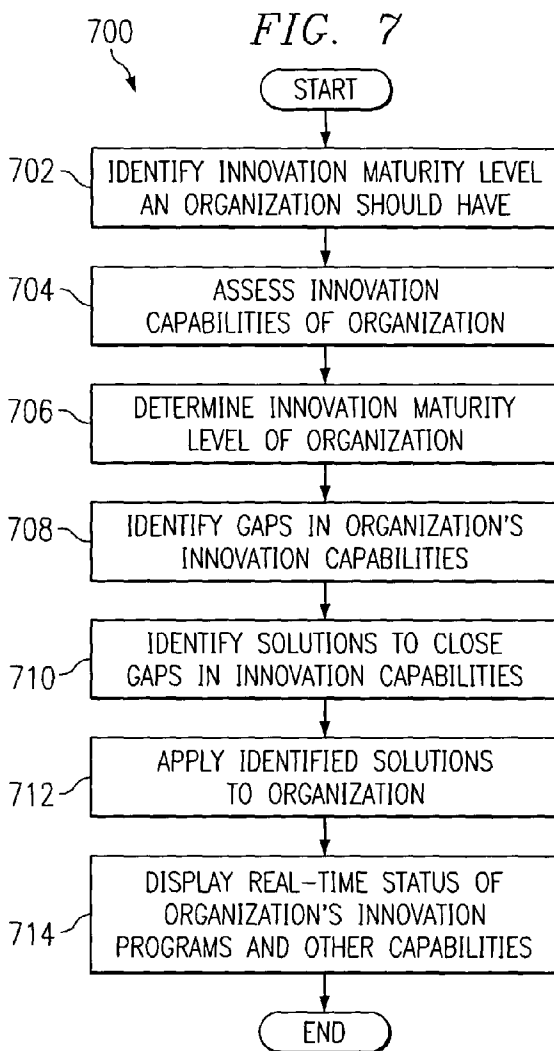 FIG. 7
700
START
702
IDENTIFY INNOVATION MATURITY LEVEL
AN ORGANIZATION SHOULD HAVE
704
ASSESS INNOVATION
CAPABILITIES OF ORGANIZATION
706
DETERMINE INNOVATION MATURITY
LEVEL OF ORGANIZATION
708
IDENTIFY GAPS IN ORGANIZATION'S
INNOVATION CAPABILITIES
710
IDENTIFY SOLUTIONS TO CLOSE
GAPS IN INNOVATION CAPABILITIES
712
APPLY IDENTIFIED SOLUTIONS
TO ORGANIZATION
714
DISPLAY REAL-TIME STATUS OF
ORGANIZATION'S INNOVATION
PROGRAMS AND OTHER CAPABILITIES
END